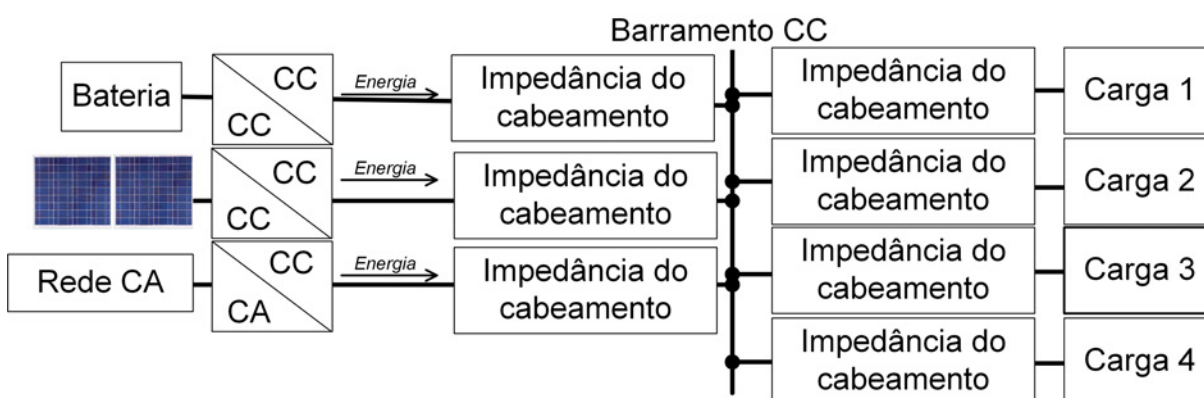 Barramento CC
Bateria
CC
CC
Energia
Impedância do
cabeamento
Impedância do
cabeamento
Carga 1
CC
CC
Energia
Impedância do
cabeamento
Impedância do
cabeamento
Carga 2
Rede CA
CC
CA
Energia
Impedância do
cabeamento
Impedância do
cabeamento
Carga 3
Impedância do
cabeamento
Carga 4